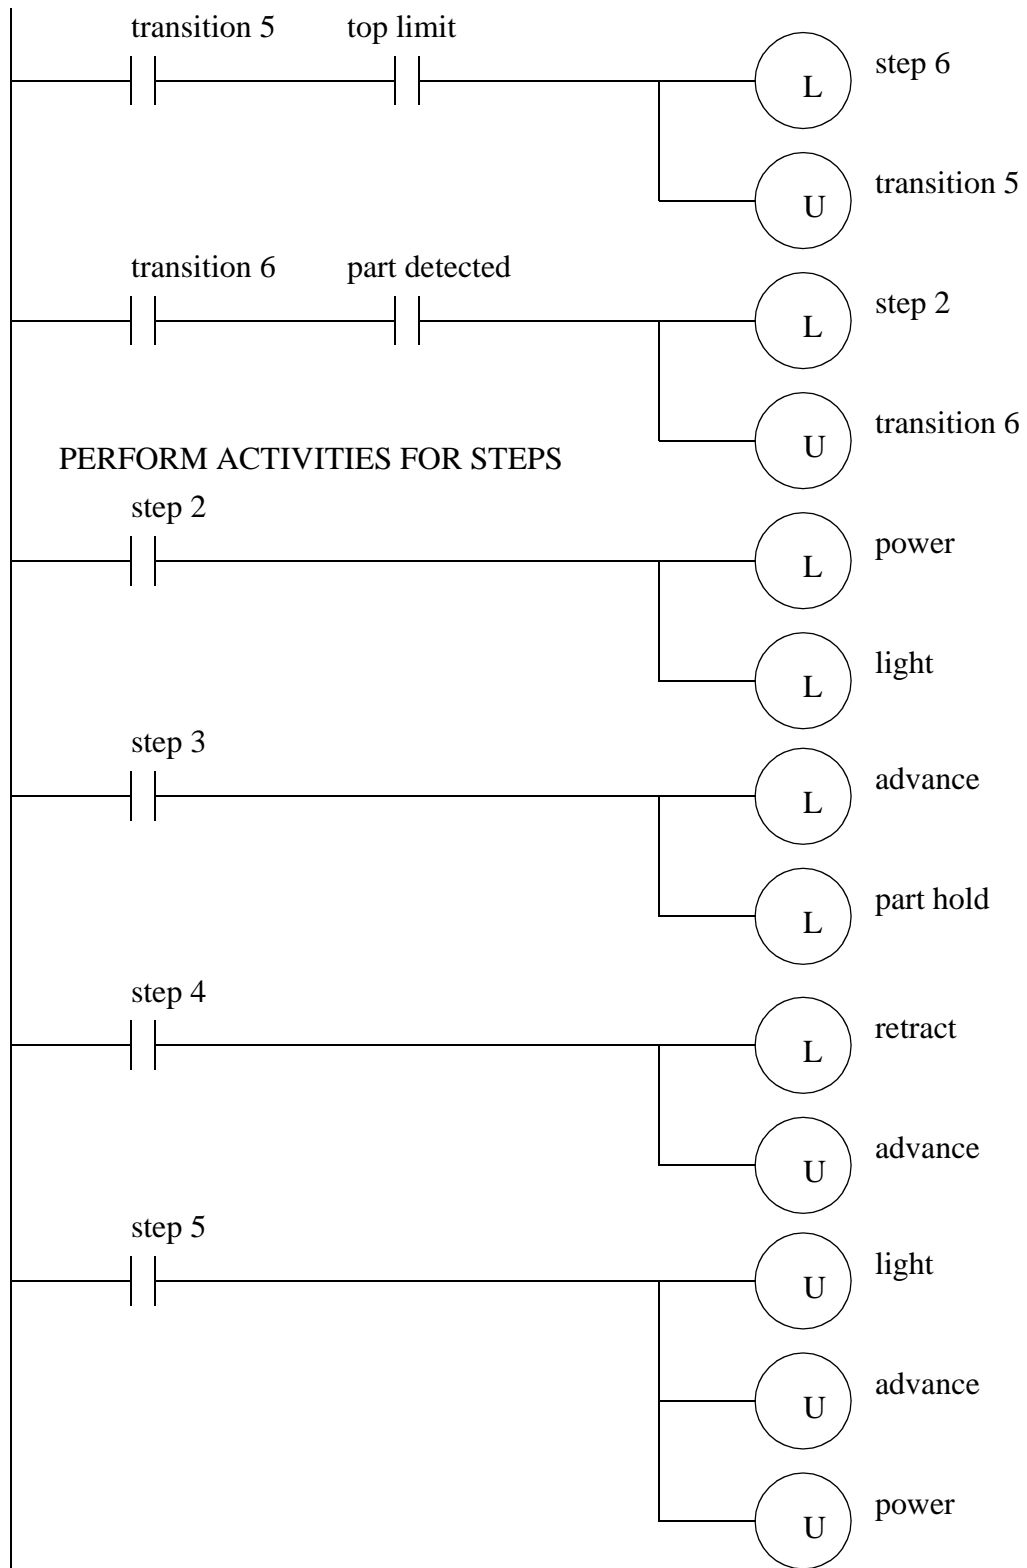 transition 5
top limit
L
step 6
U
transition 5
transition 6
part detected
L
step 2
U
transition 6
PERFORM ACTIVITIES FOR STEPS
step 2
L
power
L
light
step 3
L
advance
L
part hold
step 4
L
retract
U
advance
step 5
U
light
U
advance
U
power